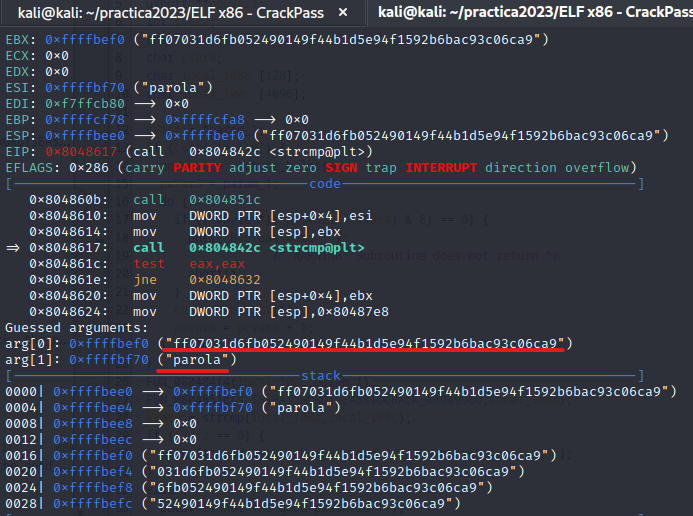 kali@kali: ~/practica2023/ELF x86 - CrackPass × kali@kali: ~/practica2023/ELF x86 - CrackPass
EBX: 0×ffffbef0 ("ff07031d6fb052490149f44b1d5e94f1592b6bac93c06ca9")
ECX: 0×0
EDX: 0×0
ESI: 0×ffffbf70 ("parola")
EDI: 0×f7ffcb80 → 0×0
EBP: 0×ffffcf78 → 0×ffffcfa8 → 0×0
ESP: 0×ffffbee0 → 0×ffffbef0 ("ff07031d6fb052490149f44b1d5e94f1592b6bac93c06ca9")
EIP: 0×8048617 (call   0×804842c <strcmp@plt>)
EFLAGS: 0×286 (carry PARITY adjust zero SIGN trap INTERRUPT direction overflow)
[code]
0×804860b: call 0×804851c
0×8048610: mov DWORD PTR [esp+0×4],esi
0×8048614: mov DWORD PTR [esp],ebx
⇒ 0×8048617: call 0×804842c <strcmp@plt>
0×804861c: test eax,eax
0×804861e: jne 0×8048632
0×8048620: mov DWORD PTR [esp+0×4],ebx
0×8048624: mov DWORD PTR [esp],0×80487e8
Guessed arguments:
arg[0]: 0×ffffbef0 ("ff07031d6fb052490149f44b1d5e94f1592b6bac93c06ca9")
arg[1]: 0×ffffbf70 ("parola")
[stack]
0000| 0×ffffbee0 → 0×ffffbef0 ("ff07031d6fb052490149f44b1d5e94f1592b6bac93c06ca9")
0004| 0×ffffbee4 → 0×ffffbf70 ("parola")
0008| 0×ffffbee8 → 0×0
0012| 0×ffffbeec → 0×0
0016| 0×ffffbef0 ("ff07031d6fb052490149f44b1d5e94f1592b6bac93c06ca9")
0020| 0×ffffbef4 ("031d6fb052490149f44b1d5e94f1592b6bac93c06ca9")
0024| 0×ffffbef8 ("6fb052490149f44b1d5e94f1592b6bac93c06ca9")
0028| 0×ffffbefc ("52490149f44b1d5e94f1592b6bac93c06ca9")